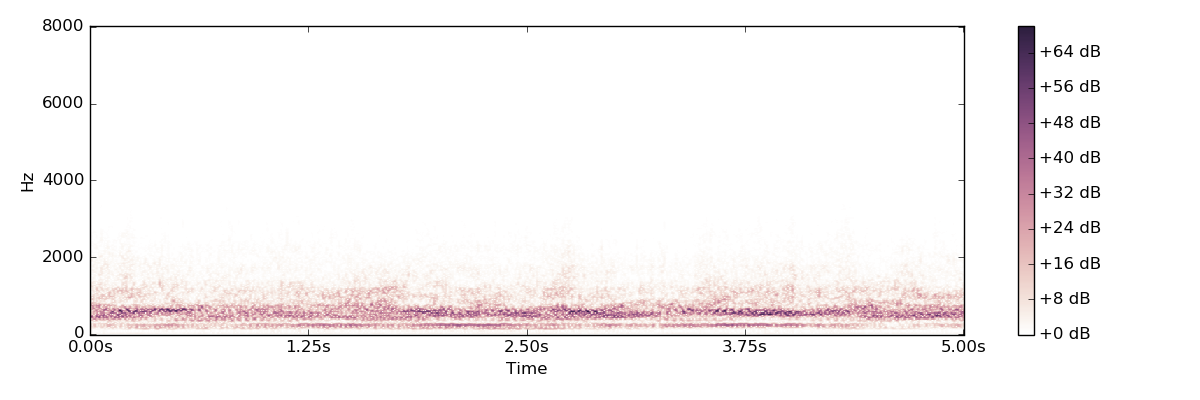 8000
6000
4000
2000
0
Hz
0.00s 1.25s 2.50s 3.75s 5.00s
Time
+64 dB
+56 dB
+48 dB
+40 dB
+32 dB
+24 dB
+16 dB
+8 dB
+0 dB